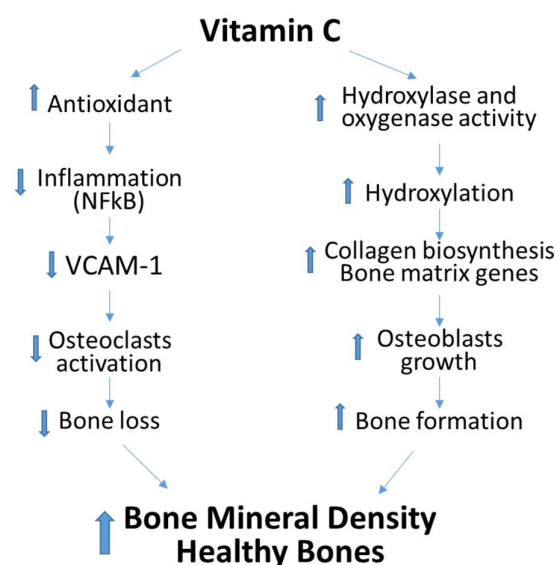 Vitamin C
Antioxidant
Inflammation
(NFkB)
VCAM-1
Osteoclasts
activation
Bone loss
Hydroxylase and
oxygenase activity
Hydroxylation
Collagen biosynthesis
Bone matrix genes
Osteoblasts
growth
Bone formation
Bone Mineral Density
Healthy Bones